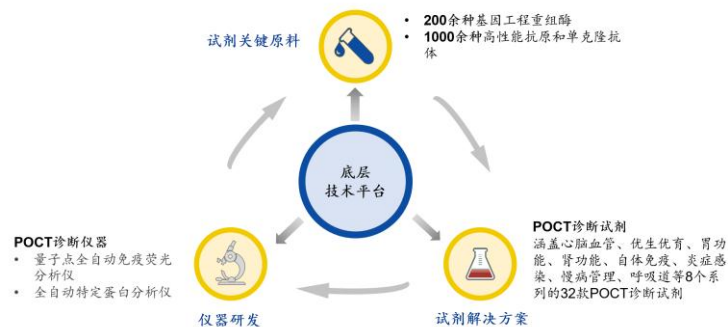 试剂关键原料
• 200余种基因工程重组酶
• 1000余种高性能抗原和单克隆抗
体
底层
技术平台
POCT诊断仪器
• 量子点全自动免疫荧光
分析仪
• 全自动特定蛋白分析仪
仪器研发
POCT诊断试剂
涵盖心脑血管、优生优育、胃功
能、肾功能、自体免疫、炎症感
染、慢病管理、呼吸道等8个系
列的32款POCT诊断试剂
试剂解决方案